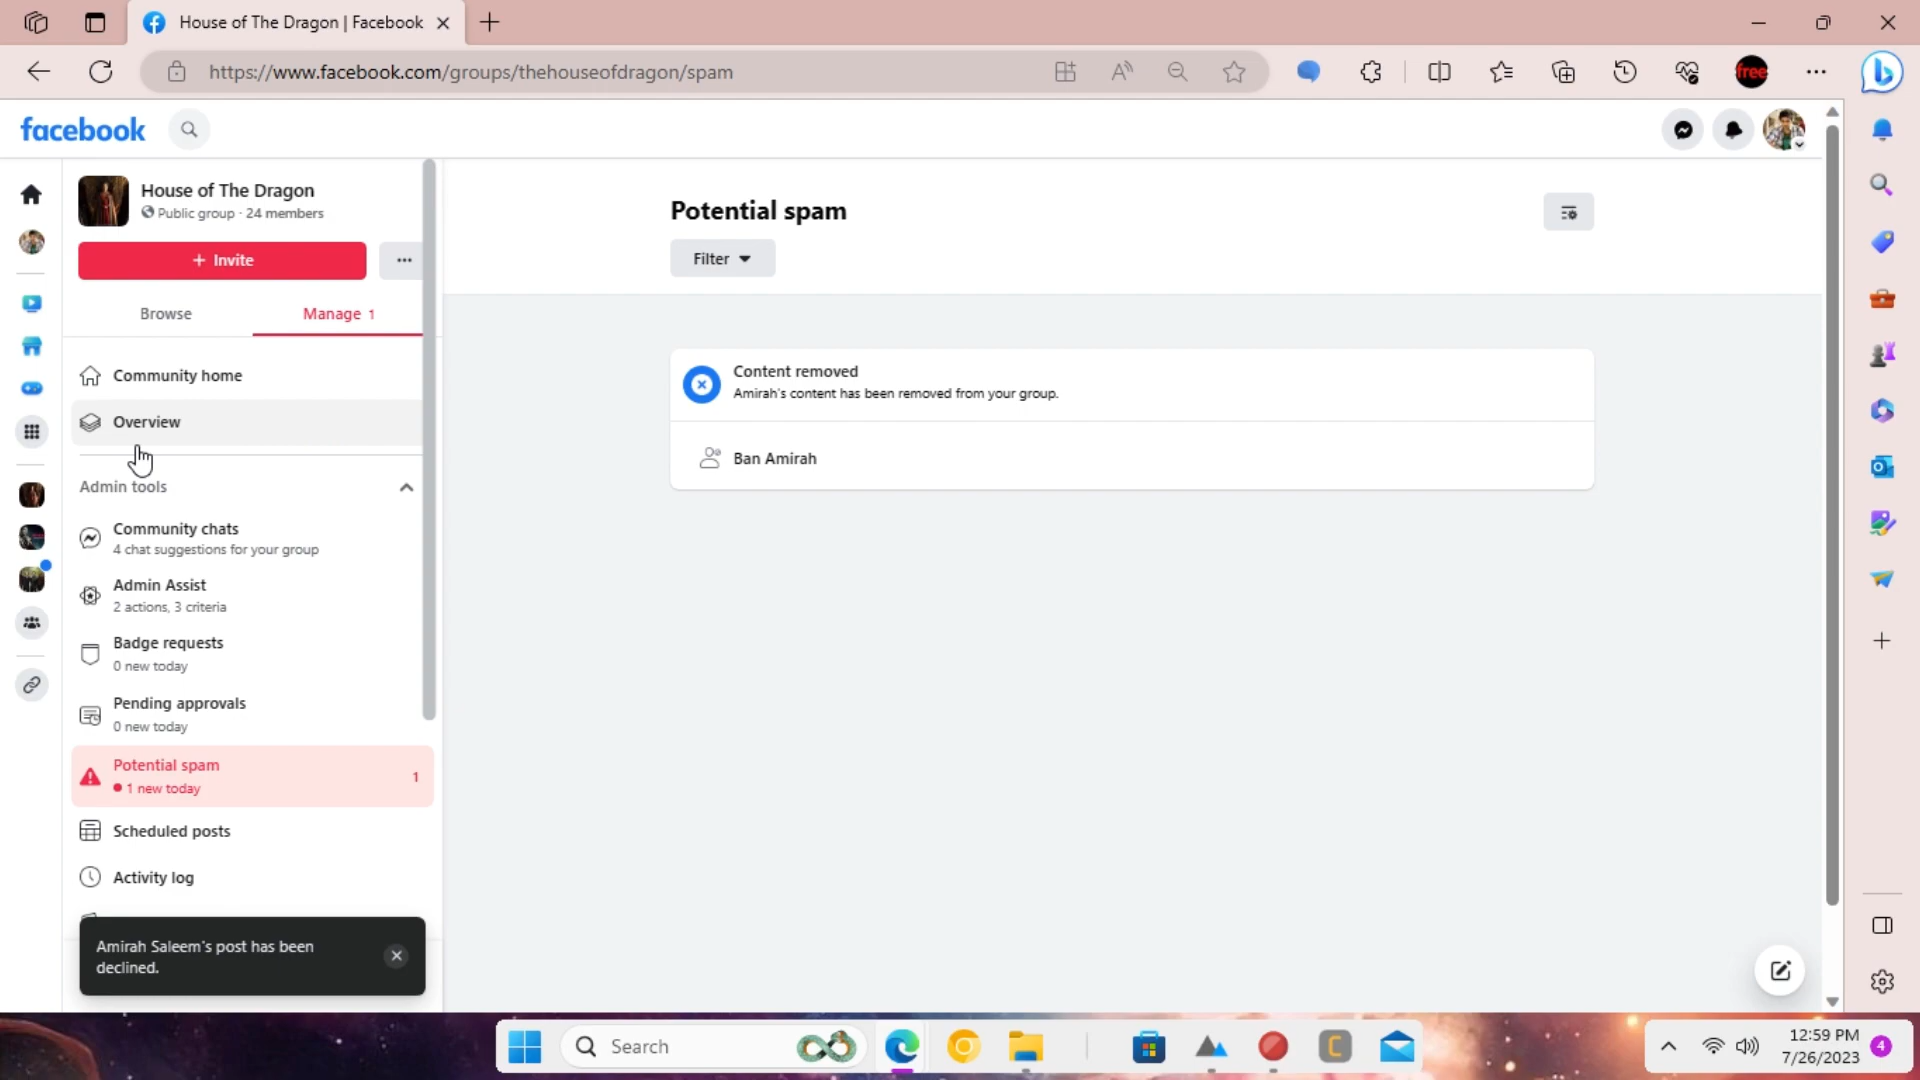 House of The Dragon | Facebook
https://www.facebook.com/groups/thehouseofdragon/spam
free
facebook
House of The Dragon
Public group · 24 members
+ Invite
Browse
Manage 1
Community home
Overview
Admin tools
Community chats
4 chat suggestions for your group
Admin Assist
2 actions, 3 criteria
Badge requests
0 new today
Pending approvals
0 new today
Potential spam
1 new today
1
Scheduled posts
Activity log
Amirah Saleem's post has been
declined.
Potential spam
Filter
Content removed
Amirah's content has been removed from your group.
Ban Amirah
Search
12:59 PM
7/26/2023
4